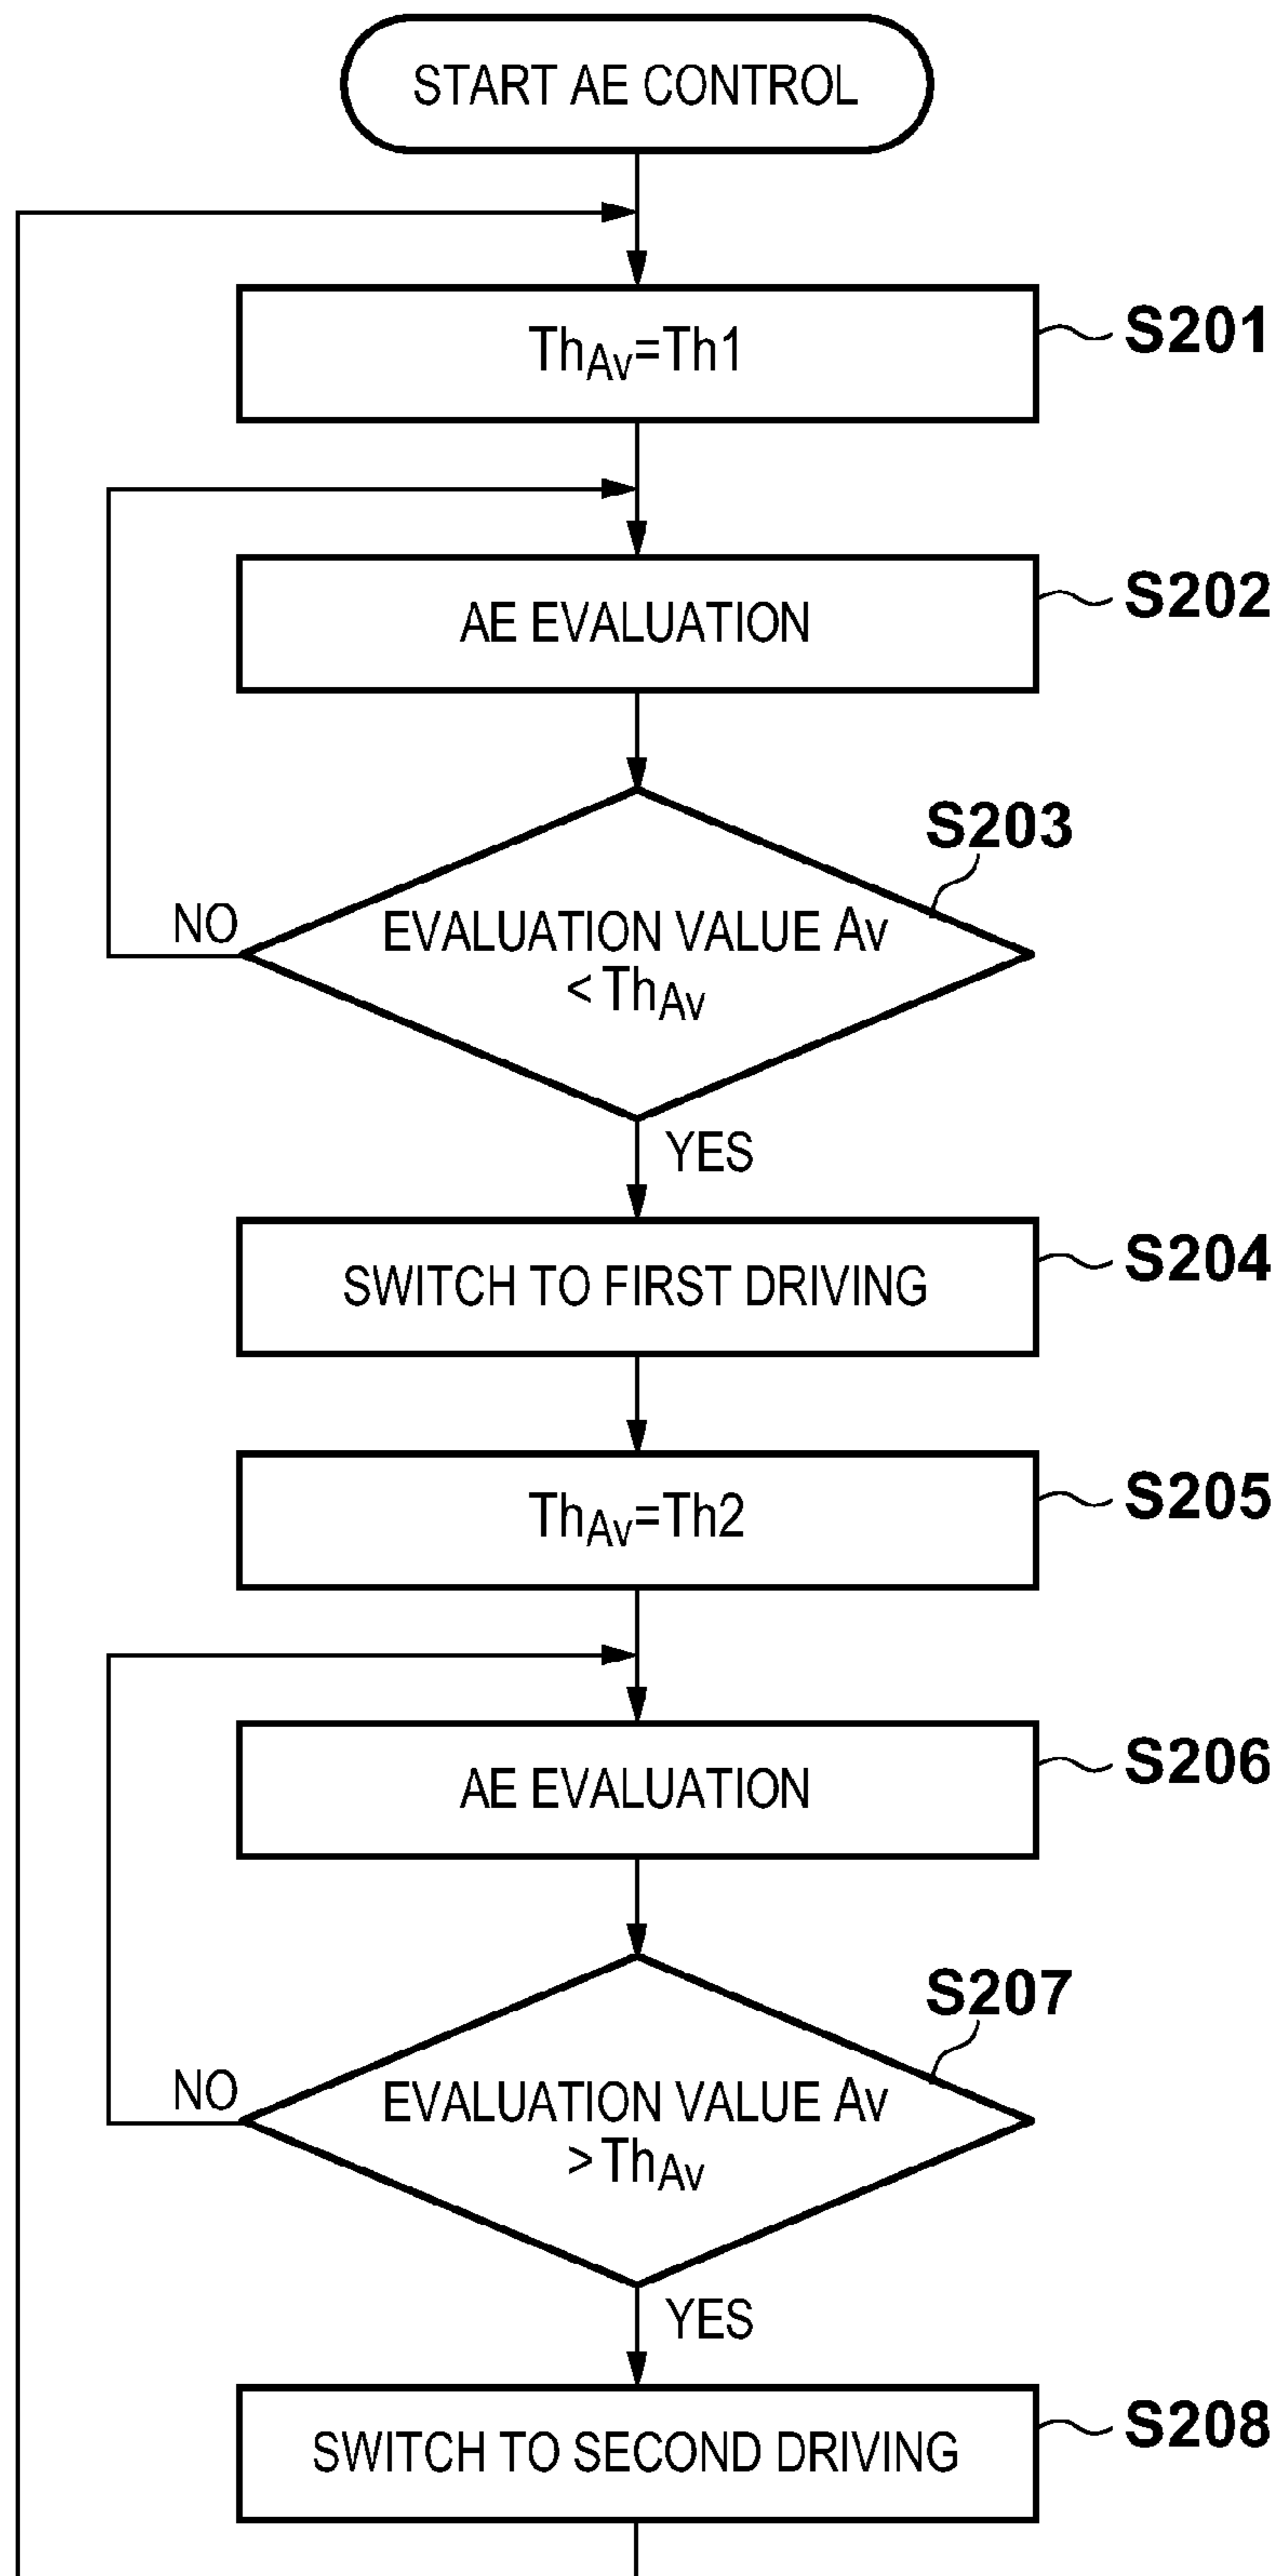 START AE CONTROL
ThAv=Th1
S201
AE EVALUATION
S202
S203
EVALUATION VALUE Av
< ThAv
NO
YES
SWITCH TO FIRST DRIVING
S204
ThAv=Th2
S205
AE EVALUATION
S206
S207
EVALUATION VALUE Av
> ThAv
NO
YES
SWITCH TO SECOND DRIVING
S208